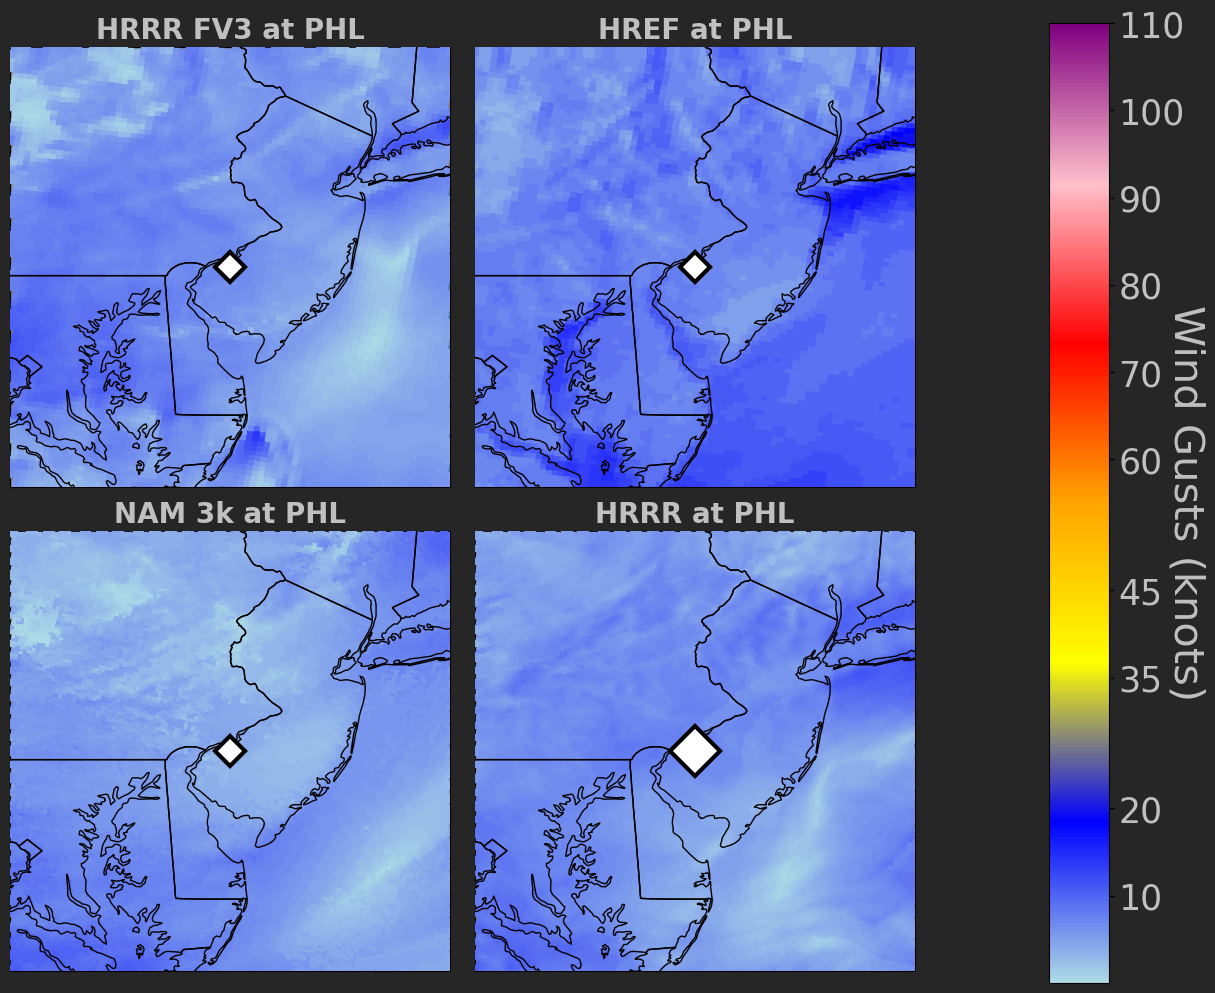 HRRR FV3 at PHL
HREF at PHL
NAM 3k at PHL
HRRR at PHL
110
100
90
80
70
60
45
35
20
10
Wind Gusts (knots)